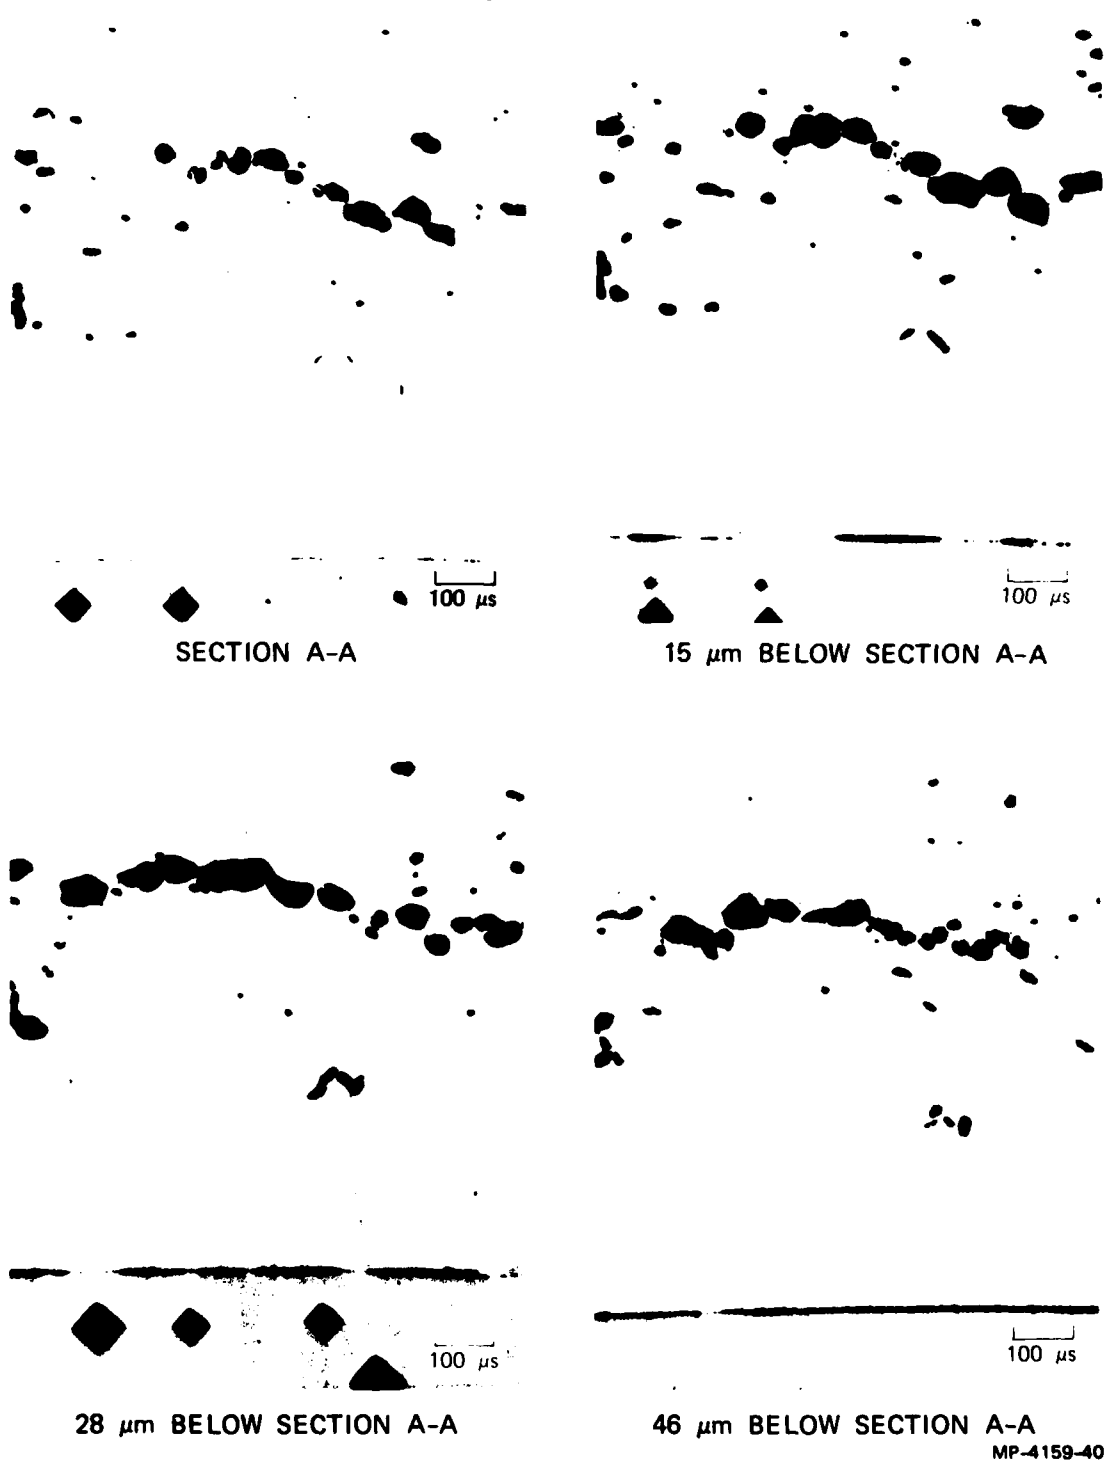 100 μs
SECTION A-A
100 μs
15 μm BELOW SECTION A-A
100 μs
28 μm BELOW SECTION A-A
100 μs
46 μm BELOW SECTION A-A
MP-4159-40